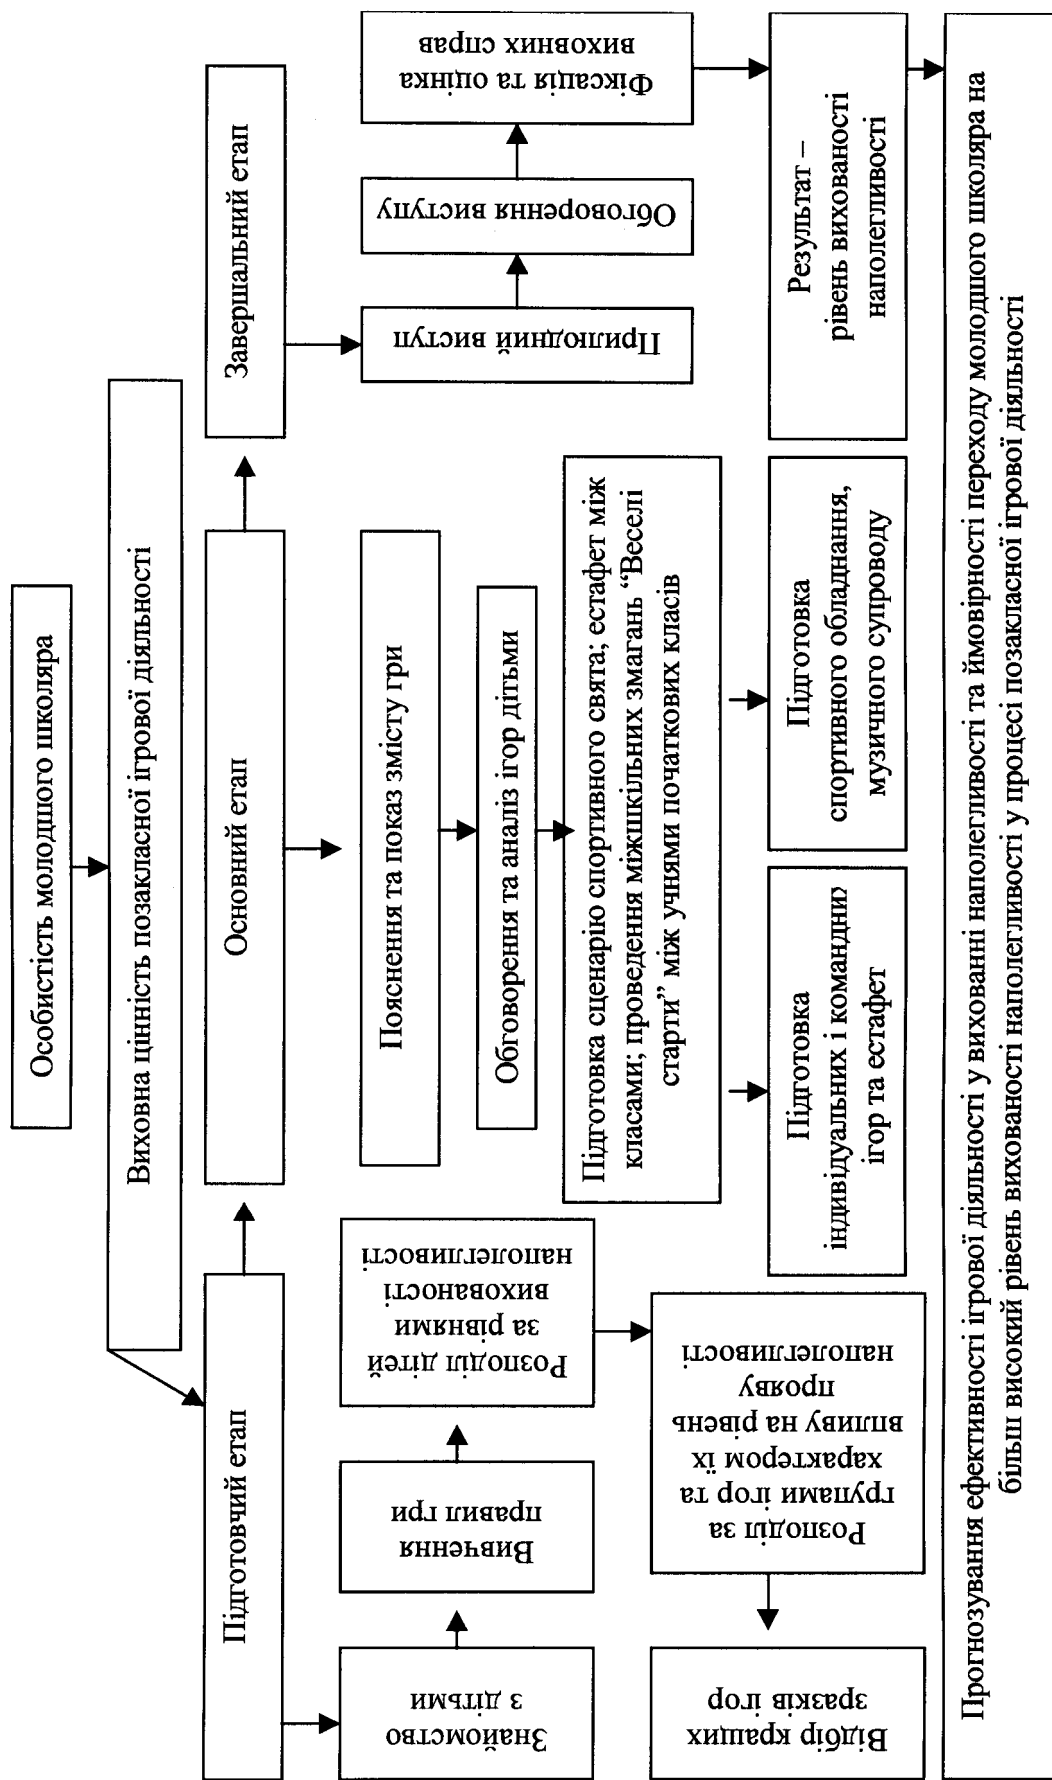 Особистість молодшого школяра
Виховна цінність позакласної ігрової діяльності
Підготовчий етап
Основний етап
Завершальний етап
Знайомство
з дітьми
Вивчення
правил гри
Розподіл дітей
за рівнями
вихованості
наполегливості
Розподіл за
групами ігор та
характером їх
впливу на рівень
прояву
наполегливості
Відбір кращих
зразків ігор
Пояснення та показ змісту гри
Обговорення та аналіз ігор дітьми
Підготовка сценарію спортивного свята; естафет між
класами; проведення міжшкільних змагань “Веселі
старти” між учнями початкових класів
Підготовка
індивідуальних і командних
ігор та естафет
Підготовка
спортивного обладнання,
музичного супроводу
Прилюдний виступ
Обговорення виступу
Фіксація та оцінка
виховних справ
Результат –
рівень вихованості
наполегливості
Прогнозування ефективності ігрової діяльності у вихованні наполегливості та ймовірності переходу молодшого школяра на
більш високий рівень вихованості наполегливості у процесі позакласної ігрової діяльності